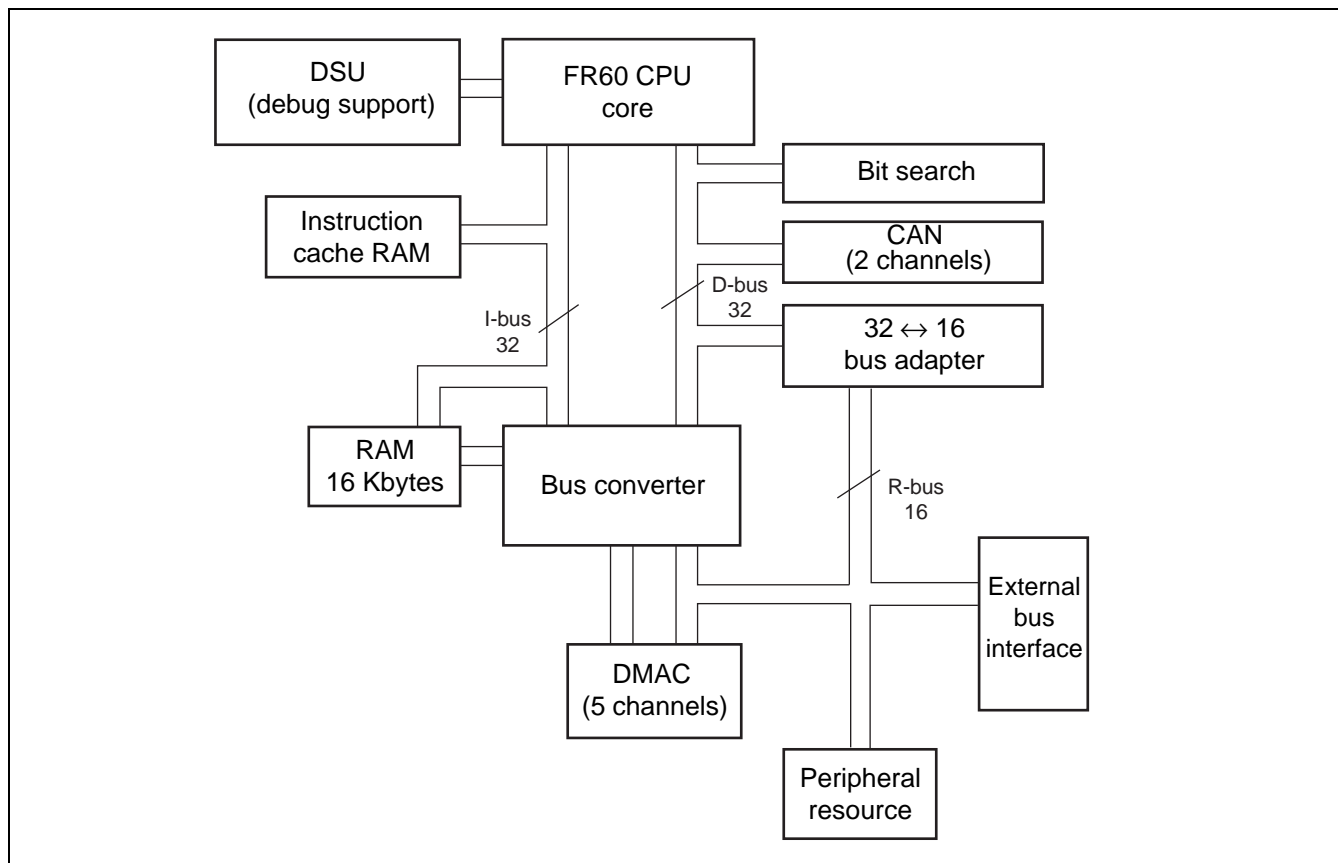 DSU
(debug support)
FR60 CPU
core
Bit search
Instruction
cache RAM
CAN
(2 channels)
D-bus
32
I-bus
32
32 ↔ 16
bus adapter
RAM
16 Kbytes
Bus converter
R-bus
16
External
bus
interface
DMAC
(5 channels)
Peripheral
resource